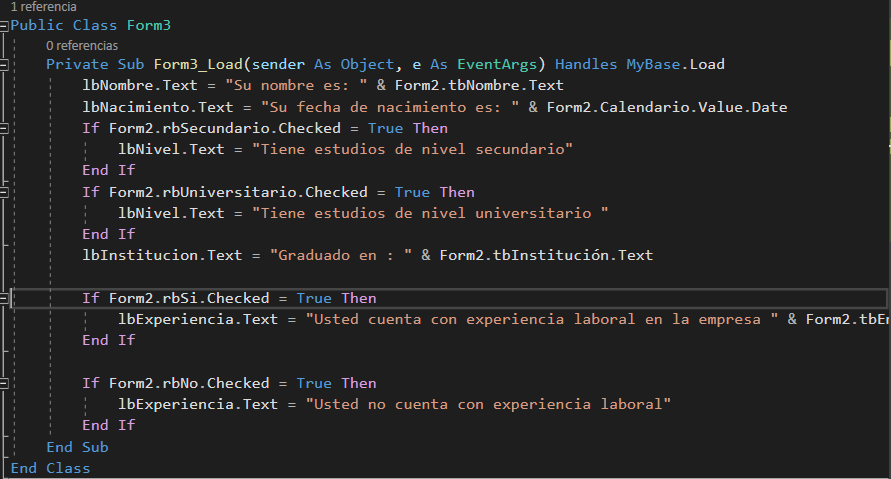 1 referencia
Public Class Form3
0 referencias
Private Sub Form3_Load(sender As Object, e As EventArgs) Handles MyBase.Load
lbNombre.Text = "Su nombre es: " & Form2.tbNombre.Text
lbNacimiento.Text = "Su fecha de nacimiento es: " & Form2.Calendario.Value.Date
If Form2.rbSecundario.Checked = True Then
lbNivel.Text = "Tiene estudios de nivel secundario"
End If
If Form2.rbUniversitario.Checked = True Then
lbNivel.Text = "Tiene estudios de nivel universitario "
End If
lbInstitucion.Text = "Graduado en : " & Form2.tbInstitución.Text
If Form2.rbSi.Checked = True Then
lbExperiencia.Text = "Usted cuenta con experiencia laboral en la empresa " & Form2.
End If
If Form2.rbNo.Checked = True Then
lbExperiencia.Text = "Usted no cuenta con experiencia laboral"
End If
End Sub
End Class